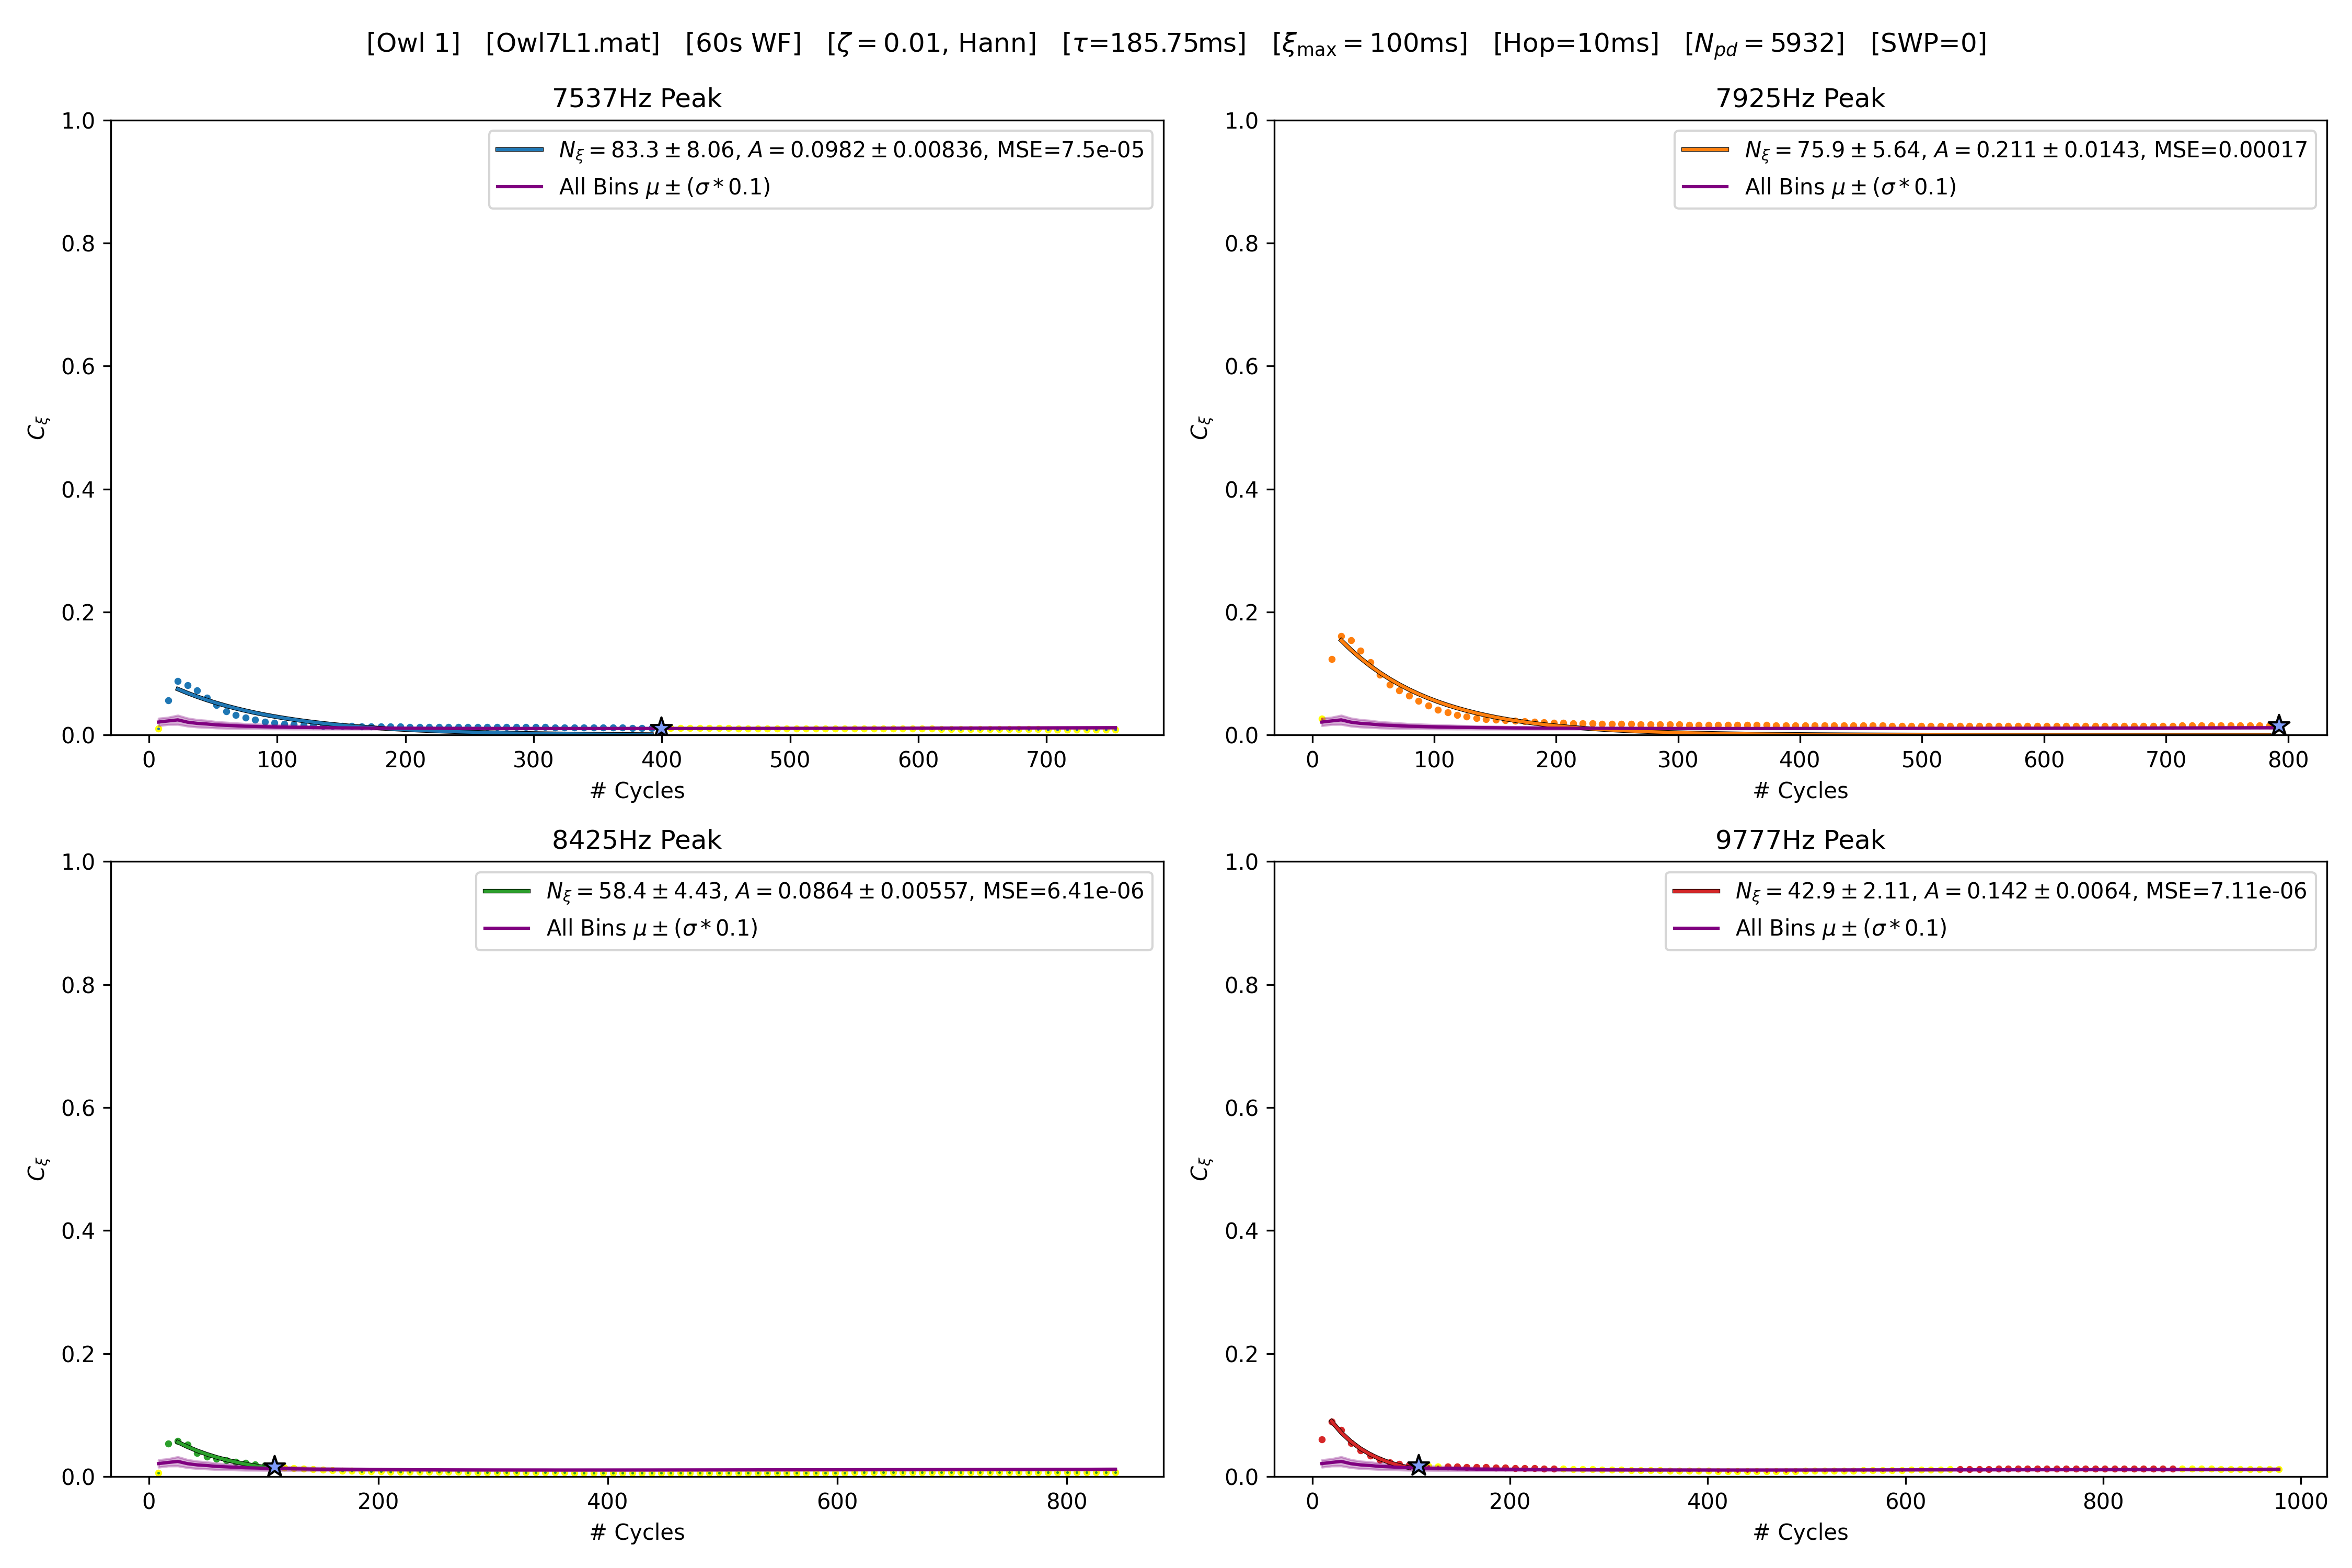 [Owl 1] [Owl7L1.mat] [60s WF] [ζ = 0.01, Hann] [τ=185.75ms] [ξmax = 100ms] [Hop=10ms] [Npd = 5932] [SWP=0]
7537Hz Peak
1.0
0.8
0.6
0.4
0.2
0.0
Cξ
Nξ = 83.3 ± 8.06, A = 0.0982 ± 0.00836, MSE=7.5e-05
All Bins μ ± (σ * 0.1)
0 100 200 300 400 500 600 700
# Cycles
7925Hz Peak
1.0
0.8
0.6
0.4
0.2
0.0
Cξ
Nξ = 75.9 ± 5.64, A = 0.211 ± 0.0143, MSE=0.00017
All Bins μ ± (σ * 0.1)
0 100 200 300 400 500 600 700 800
# Cycles
8425Hz Peak
1.0
0.8
0.6
0.4
0.2
0.0
Cξ
Nξ = 58.4 ± 4.43, A = 0.0864 ± 0.00557, MSE=6.41e-06
All Bins μ ± (σ * 0.1)
0 200 400 600 800
# Cycles
9777Hz Peak
1.0
0.8
0.6
0.4
0.2
0.0
Cξ
Nξ = 42.9 ± 2.11, A = 0.142 ± 0.0064, MSE=7.11e-06
All Bins μ ± (σ * 0.1)
0 200 400 600 800 1000
# Cycles